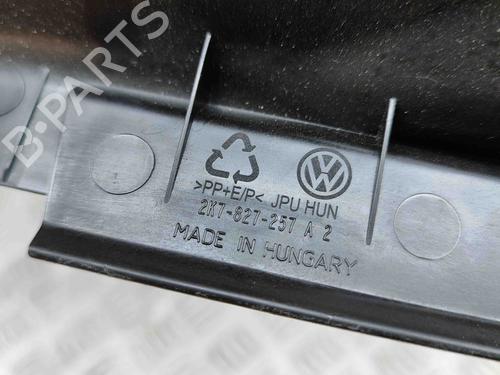 B-PARTS
>PP+E/P< JPU HUN
2K7-827-257 A 2
MADE IN HUNGARY